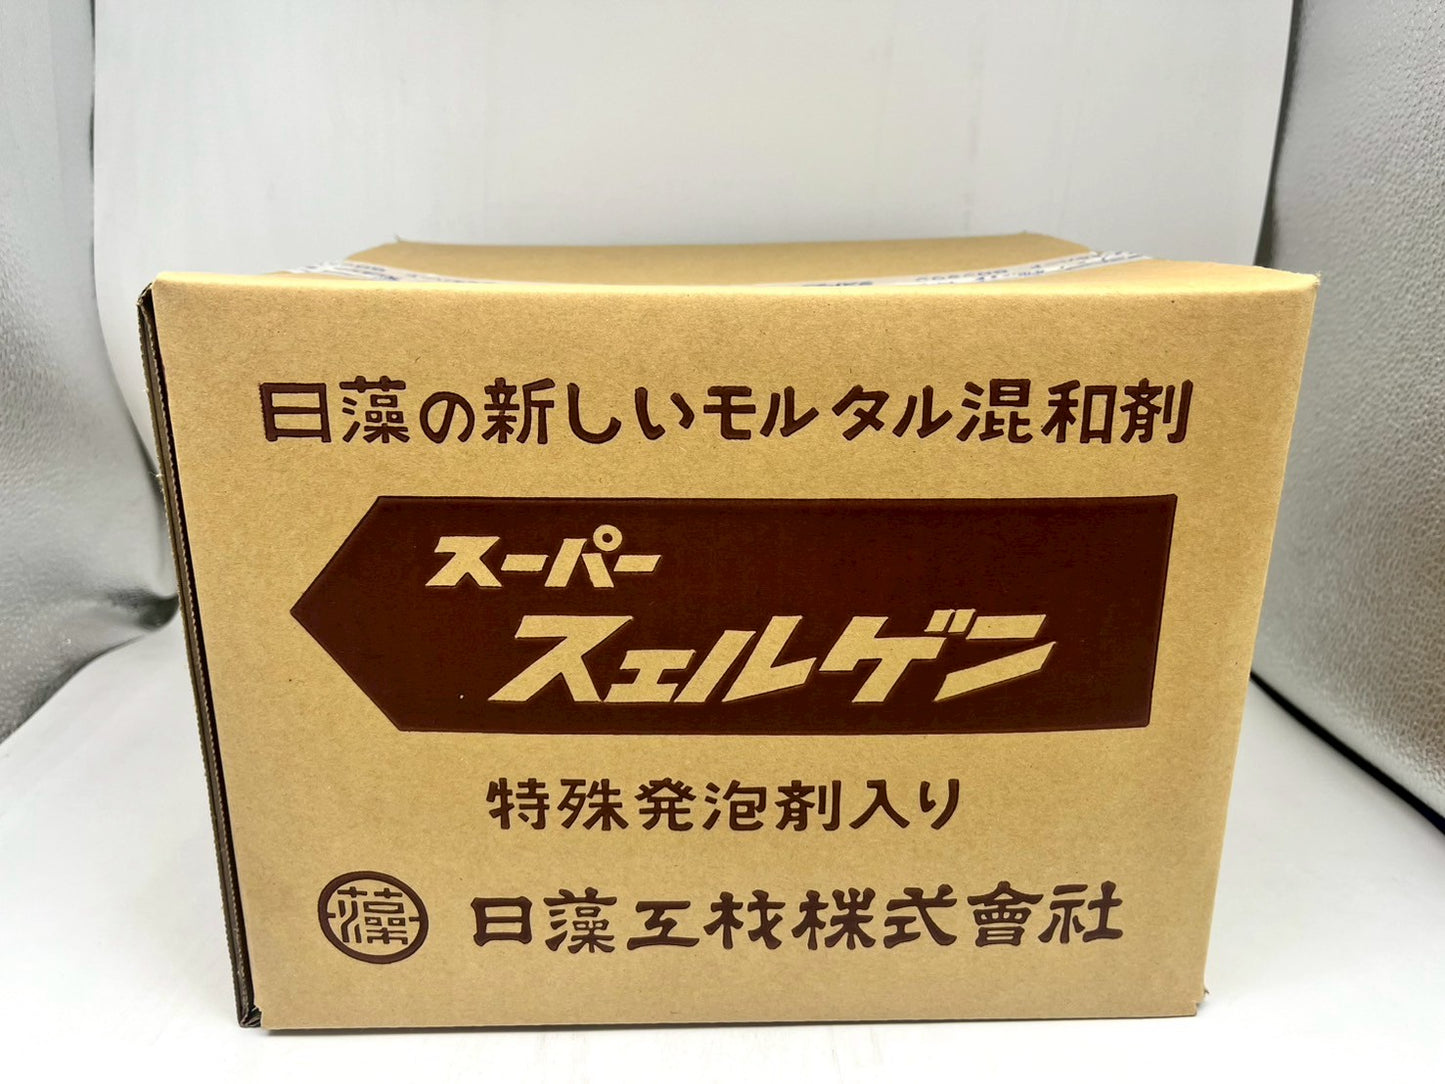 日藻の新しいモルタル混和剤
スーパー
スェルゲン
特殊発泡剤入り
藻
日藻工材株式會社